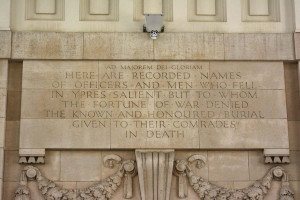 AD MAIOREM DEI GLORIAM
HERE ARE RECORDED NAMES
OF OFFICERS AND MEN WHO FELL
IN YPRES SALIENT BUT TO WHOM
THE FORTUNE OF WAR DENIED
THE KNOWN AND HONOURED BURIAL
GIVEN TO THEIR COMRADES
IN DEATH